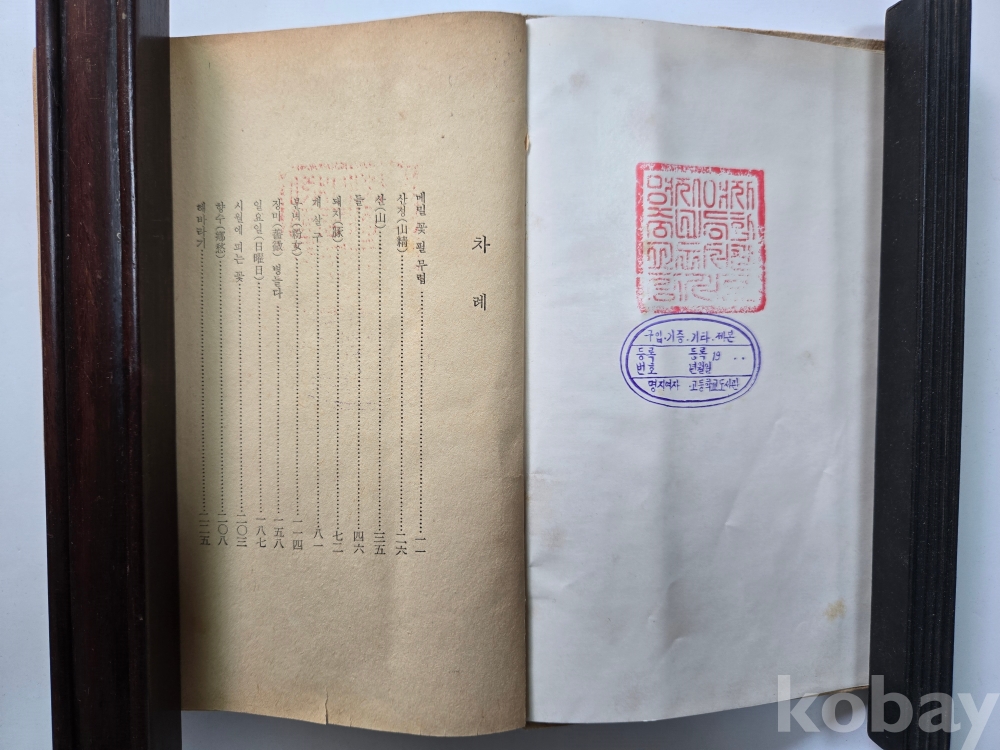 차례
메밀꽃 필 무렵 一一
산정(山精) 二六
산(山) 三五
들 四六
돼지(豚) 七二
개살구 八一
분녀(粉女) 一一四
장미(薔薇) 병들다 一五八
일요일(日曜日) 一八七
시월에 피는 꽃 二〇三
향수(鄕愁) 二〇八
해바라기 二二五
구입·기증·기타·제본
등록 등록 19 . .
번호 년월일
명지여자·고등학교도서관
kobay